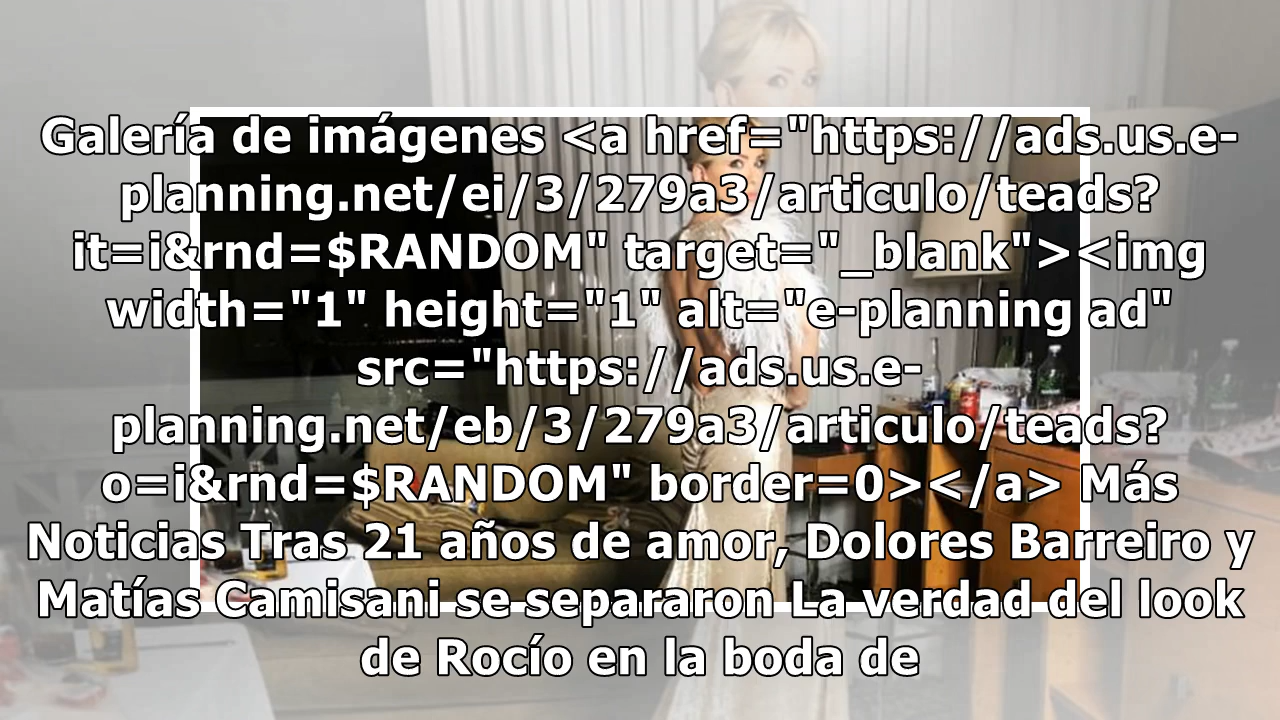 Galería de imágenes <a href="https://ads.us.e-
planning.net/ei/3/279a3/articulo/teads?
it=i&rnd=$RANDOM" target="_blank"><img
width="1" height="1" alt="e-planning ad"
src="https://ads.us.e-
planning.net/eb/3/279a3/articulo/teads?
o=i&rnd=$RANDOM" border=0></a> Más
Noticias Tras 21 años de amor, Dolores Barreiro y
Matías Camisani se separaron La verdad del look
de Rocío en la boda de